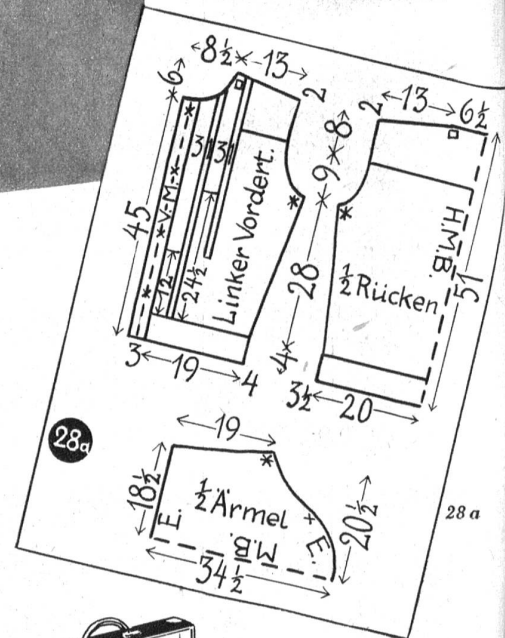 8½ 13
6
2
3 3
45
V.M.
12
24½
Linker Vordert.
3 19 4
2 13 6½
8
9
28
4
H.M.B.
51
½ Rücken
3½ 20
28a
19
18½
½ Ärmel
E.
+ E.
M.B.
20½
34½
28 a